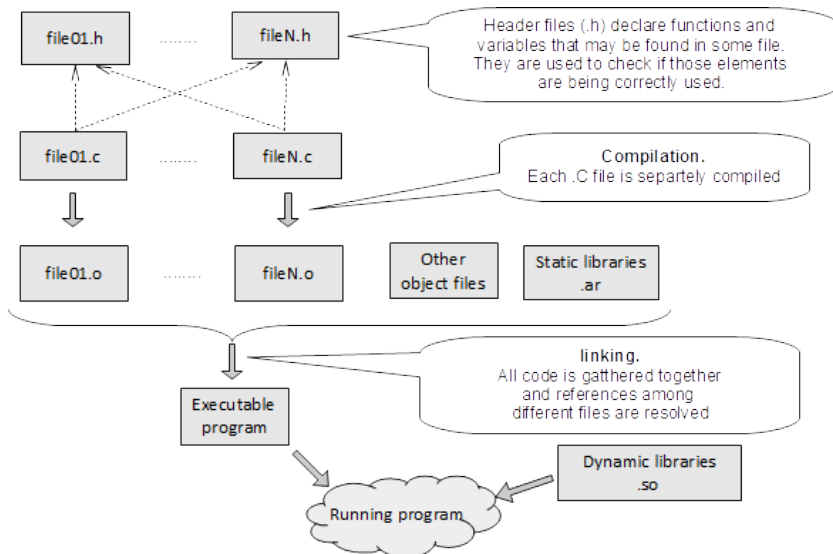 file01.h
........
fileN.h
Header files (.h) declare functions and
variables that may be found in some file.
They are used to check if those elements
are being correctly used.
file01.c
........
fileN.c
Compilation.
Each .C file is separtely compiled
file01.o
........
fileN.o
Other
object files
Static libraries
.ar
linking.
All code is gatthered together
and references among
different files are resolved
Executable
program
Dynamic libraries
.so
Running program